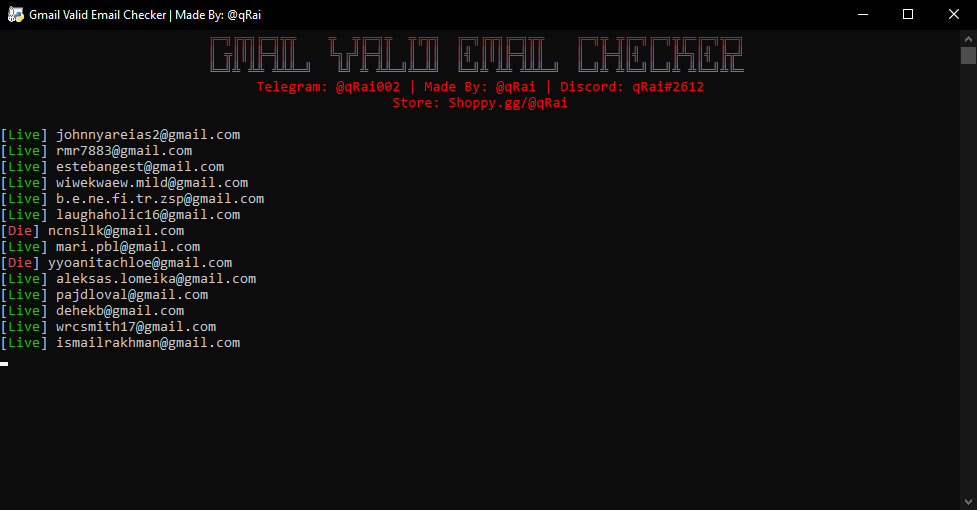 Gmail Valid Email Checker | Made By: @qRai
GMAIL VALID EMAIL CHECKER
Telegram: @qRai002 | Made By: @qRai | Discord: qRai#2612
Store: Shoppy.gg/@qRai
[Live] johnnyareias2@gmail.com
[Live] rmr7883@gmail.com
[Live] estebangest@gmail.com
[Live] wiwekwaew.mild@gmail.com
[Live] b.e.ne.fi.tr.zsp@gmail.com
[Live] laughaholic16@gmail.com
[Die] ncnsllk@gmail.com
[Live] mari.pbl@gmail.com
[Die] yyoanitachloe@gmail.com
[Live] aleksas.lomeika@gmail.com
[Live] pajdloval@gmail.com
[Live] dehekb@gmail.com
[Live] wrcsmith17@gmail.com
[Live] ismailrakhman@gmail.com